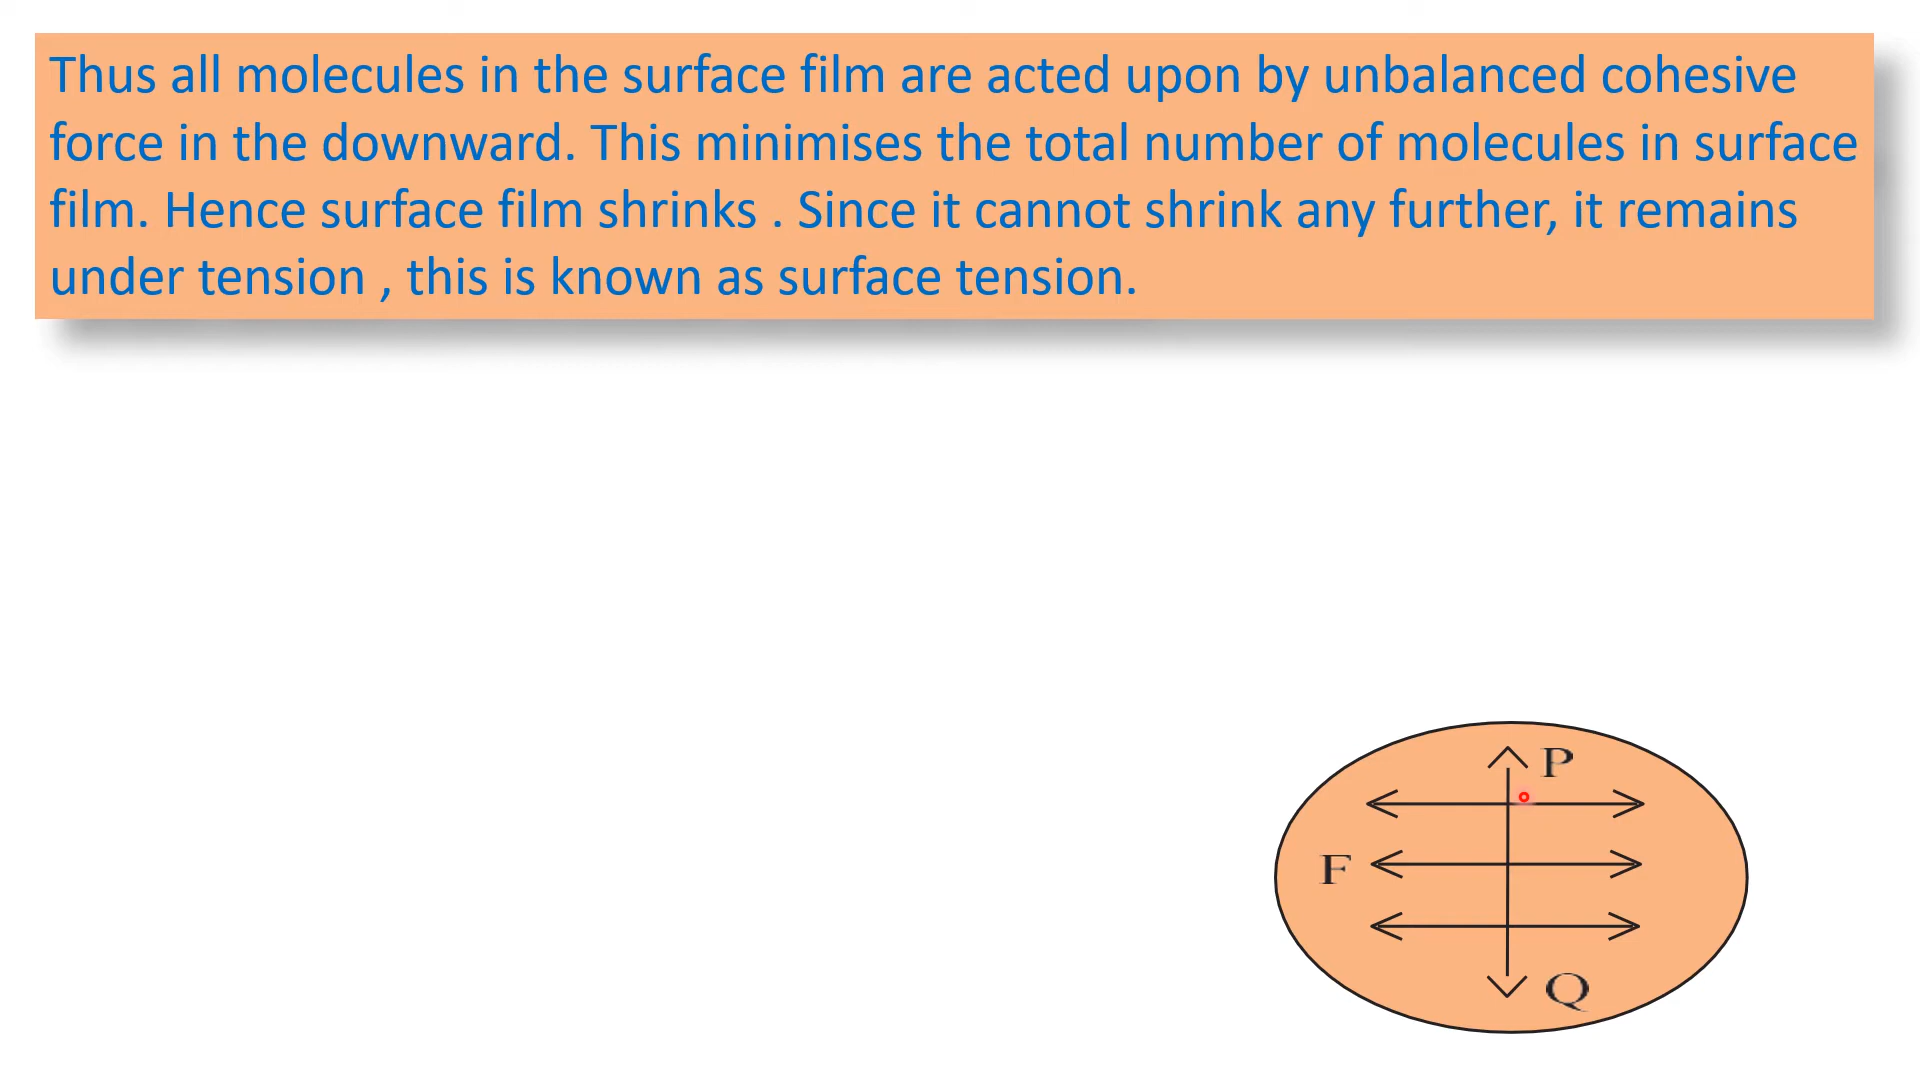 Thus all molecules in the surface film are acted upon by unbalanced cohesive
force in the downward. This minimises the total number of molecules in surface
film. Hence surface film shrinks . Since it cannot shrink any further, it remains
under tension , this is known as surface tension.
P
F
Q